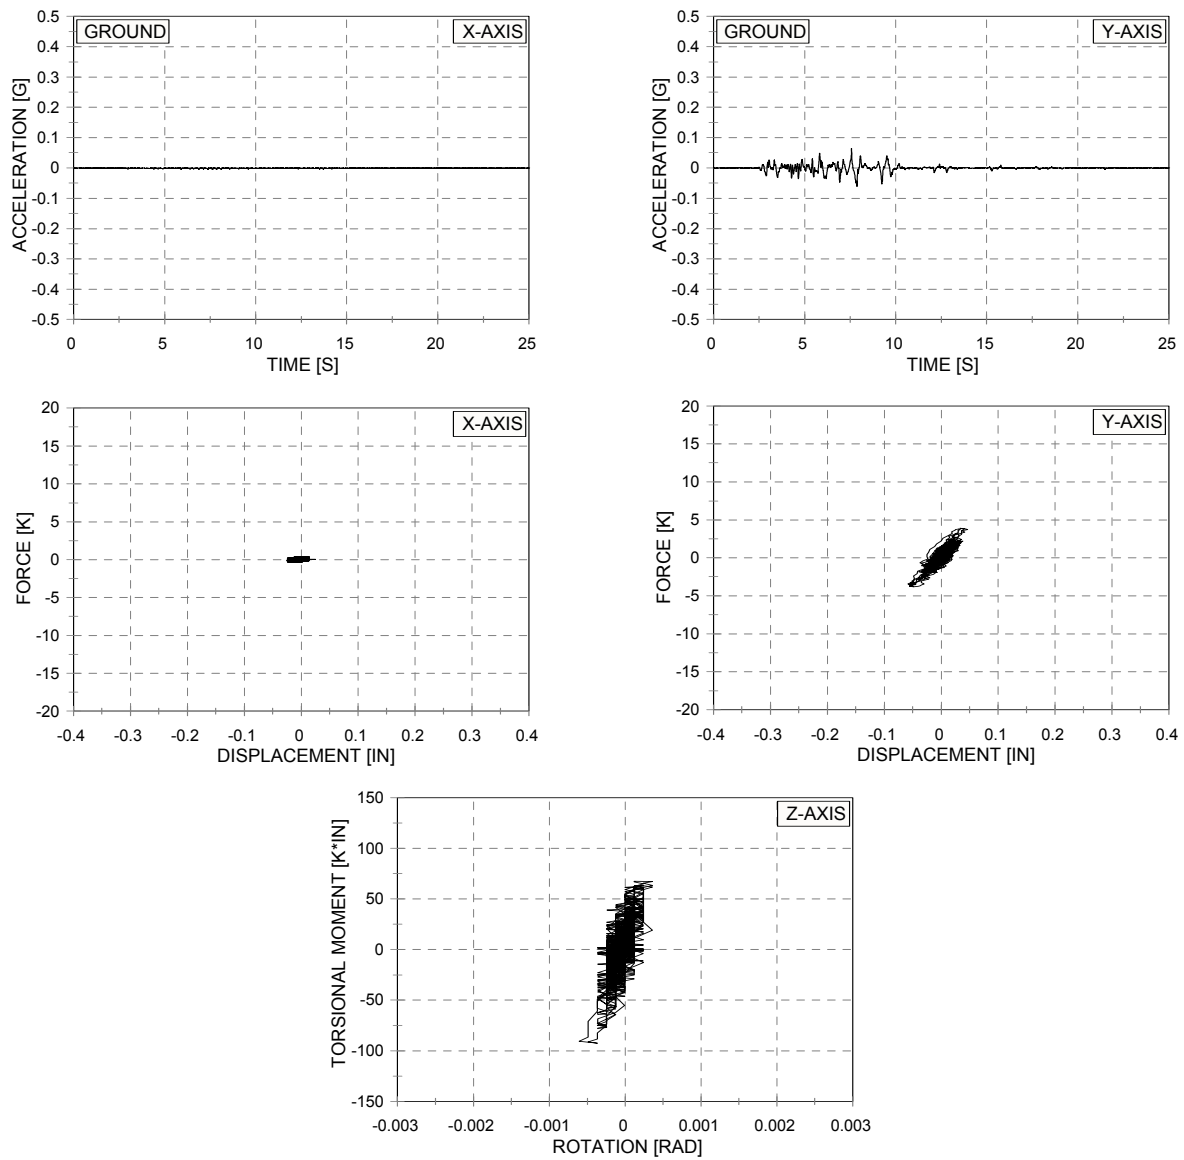 GROUND
X-AXIS
ACCELERATION [G]
0.5
0.4
0.3
0.2
0.1
0
-0.1
-0.2
-0.3
-0.4
-0.5
0 5 10 15 20 25
TIME [S]
GROUND
Y-AXIS
ACCELERATION [G]
0.5
0.4
0.3
0.2
0.1
0
-0.1
-0.2
-0.3
-0.4
-0.5
0 5 10 15 20 25
TIME [S]
X-AXIS
FORCE [K]
20
15
10
5
0
-5
-10
-15
-20
-0.4 -0.3 -0.2 -0.1 0 0.1 0.2 0.3 0.4
DISPLACEMENT [IN]
Y-AXIS
FORCE [K]
20
15
10
5
0
-5
-10
-15
-20
-0.4 -0.3 -0.2 -0.1 0 0.1 0.2 0.3 0.4
DISPLACEMENT [IN]
Z-AXIS
TORSIONAL MOMENT [K*IN]
150
100
50
0
-50
-100
-150
-0.003 -0.002 -0.001 0 0.001 0.002 0.003
ROTATION [RAD]